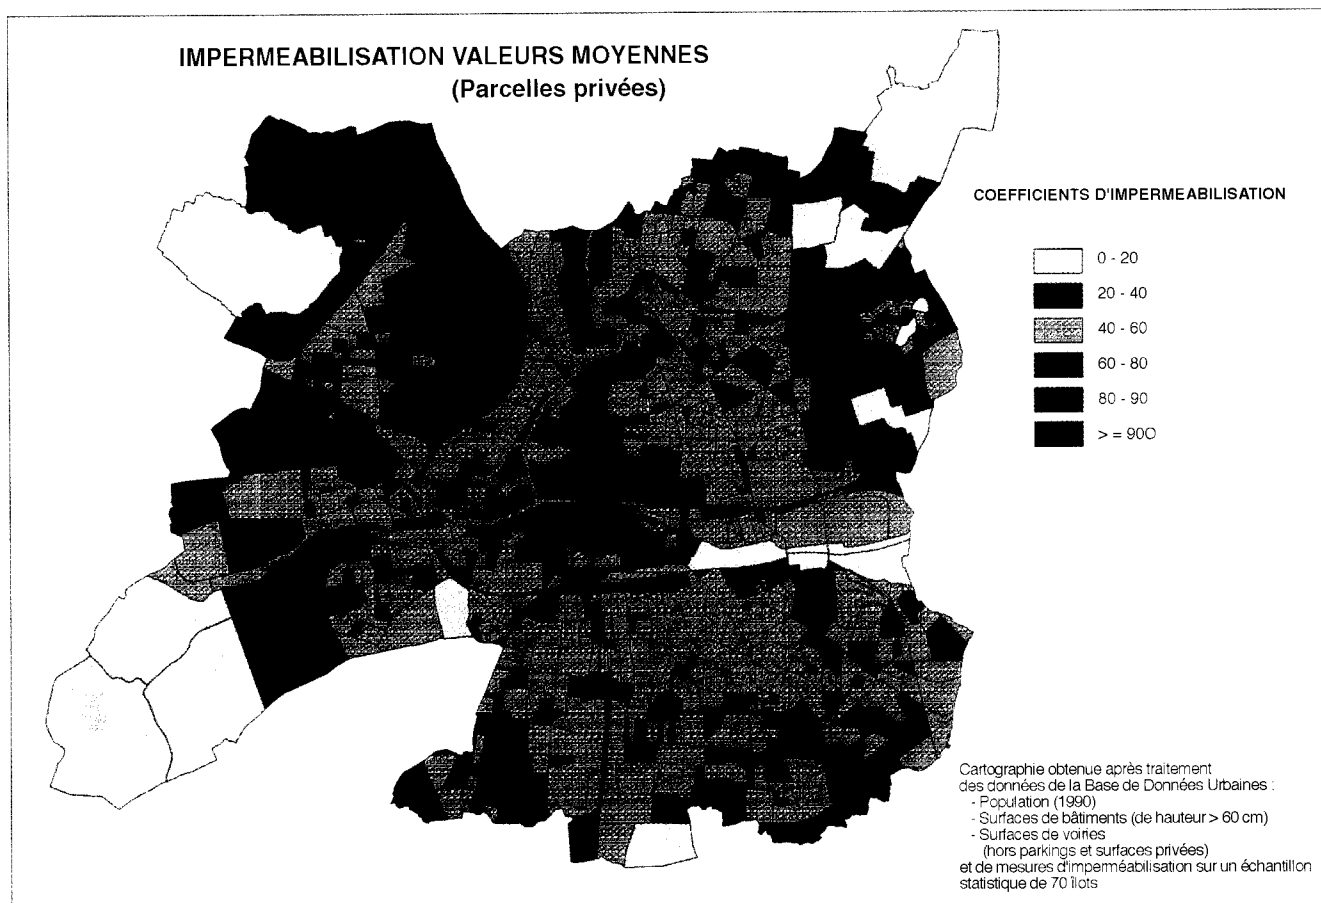 IMPERMEABILISATION VALEURS MOYENNES
(Parcelles privées)
COEFFICIENTS D'IMPERMEABILISATION
0 - 20
20 - 40
40 - 60
60 - 80
80 - 90
> = 90O
Cartographie obtenue après traitement
des données de la Base de Données Urbaines :
- Population (1990)
- Surfaces de bâtiments (de hauteur > 60 cm)
- Surfaces de voiries
(hors parkings et surfaces privées)
et de mesures d'imperméabilisation sur un échantillon
statistique de 70 îlots